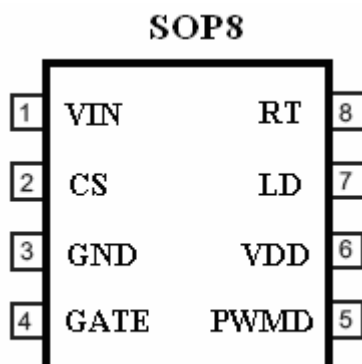 SOP8
1 VIN RT 8
2 CS LD 7
3 GND VDD 6
4 GATE PWMD 5